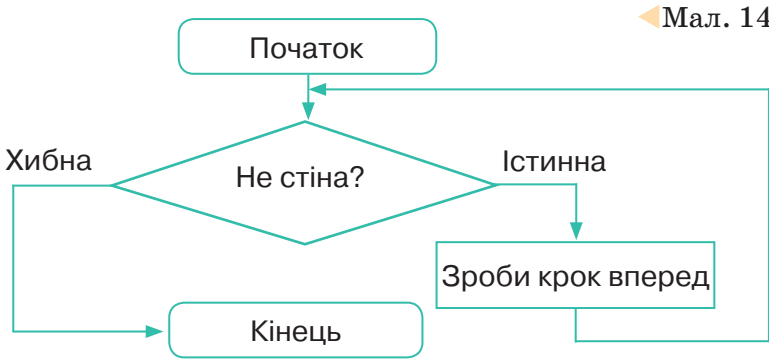 Мал. 14
Початок
Хибна
Не стіна?
Істинна
Зроби крок вперед
Кінець